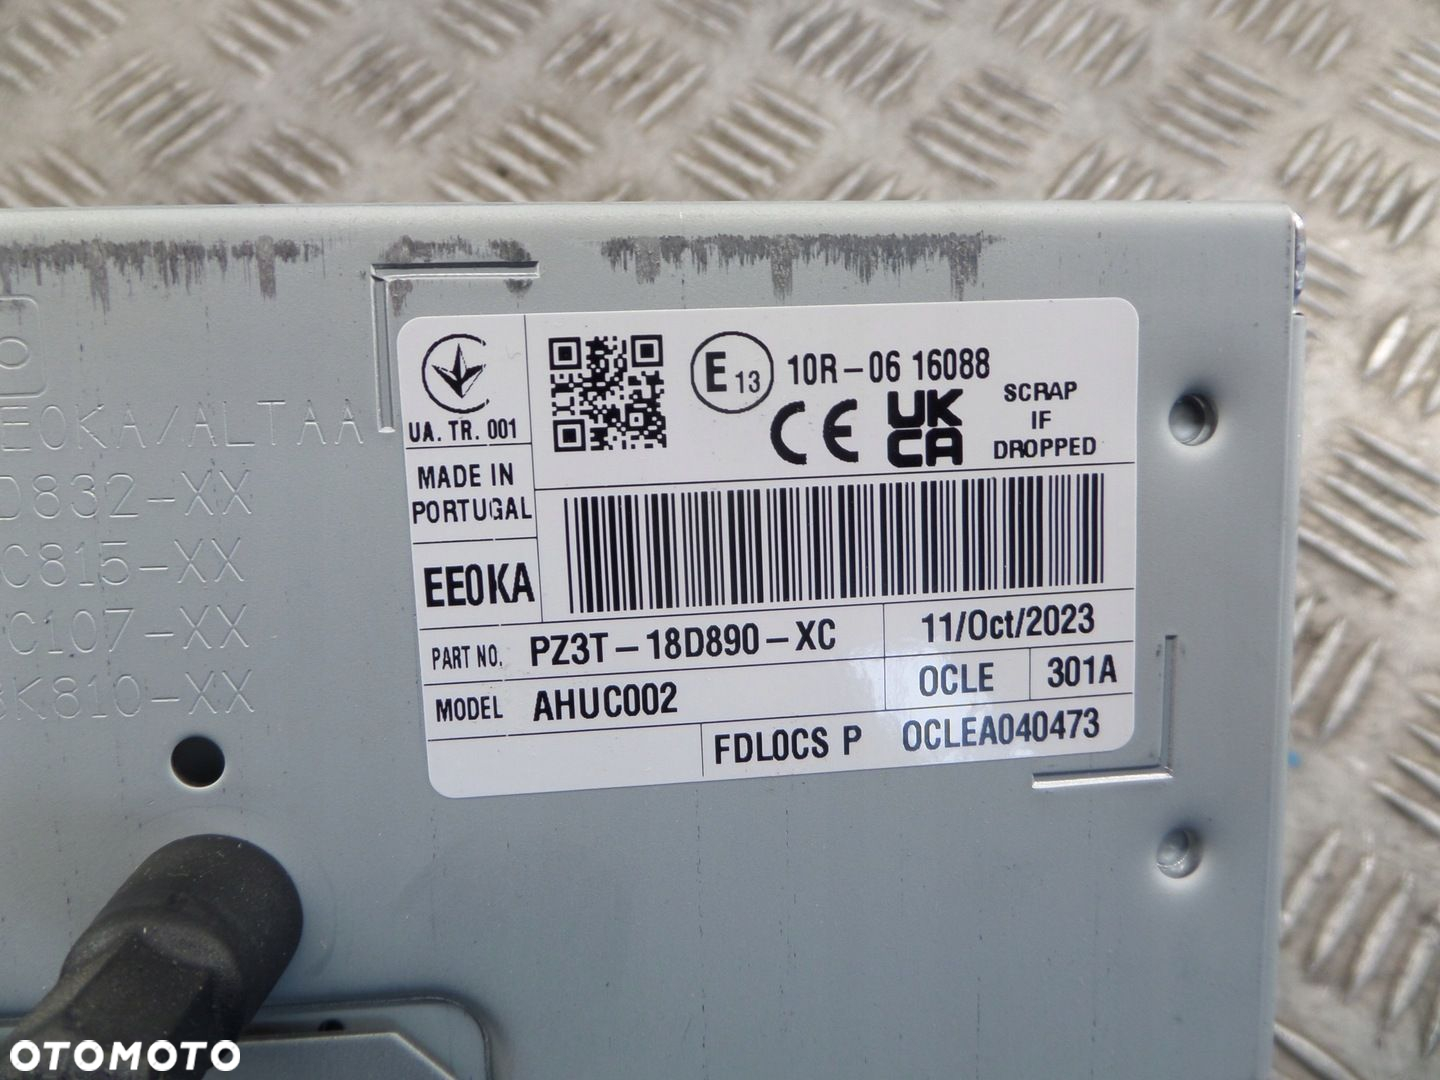 E0KA/ALTAA
D832-XX
C815-XX
C107-XX
K810-XX
UA. TR. 001
MADE IN
PORTUGAL
EE0KA
E 13
10R-06 16088
CE
UK
CA
SCRAP
IF
DROPPED
PART NO. PZ3T-18D890-XC 11/Oct/2023
MODEL AHUC002 OCLE 301A
FDLOCS P OCLEA040473
OTOMOTO